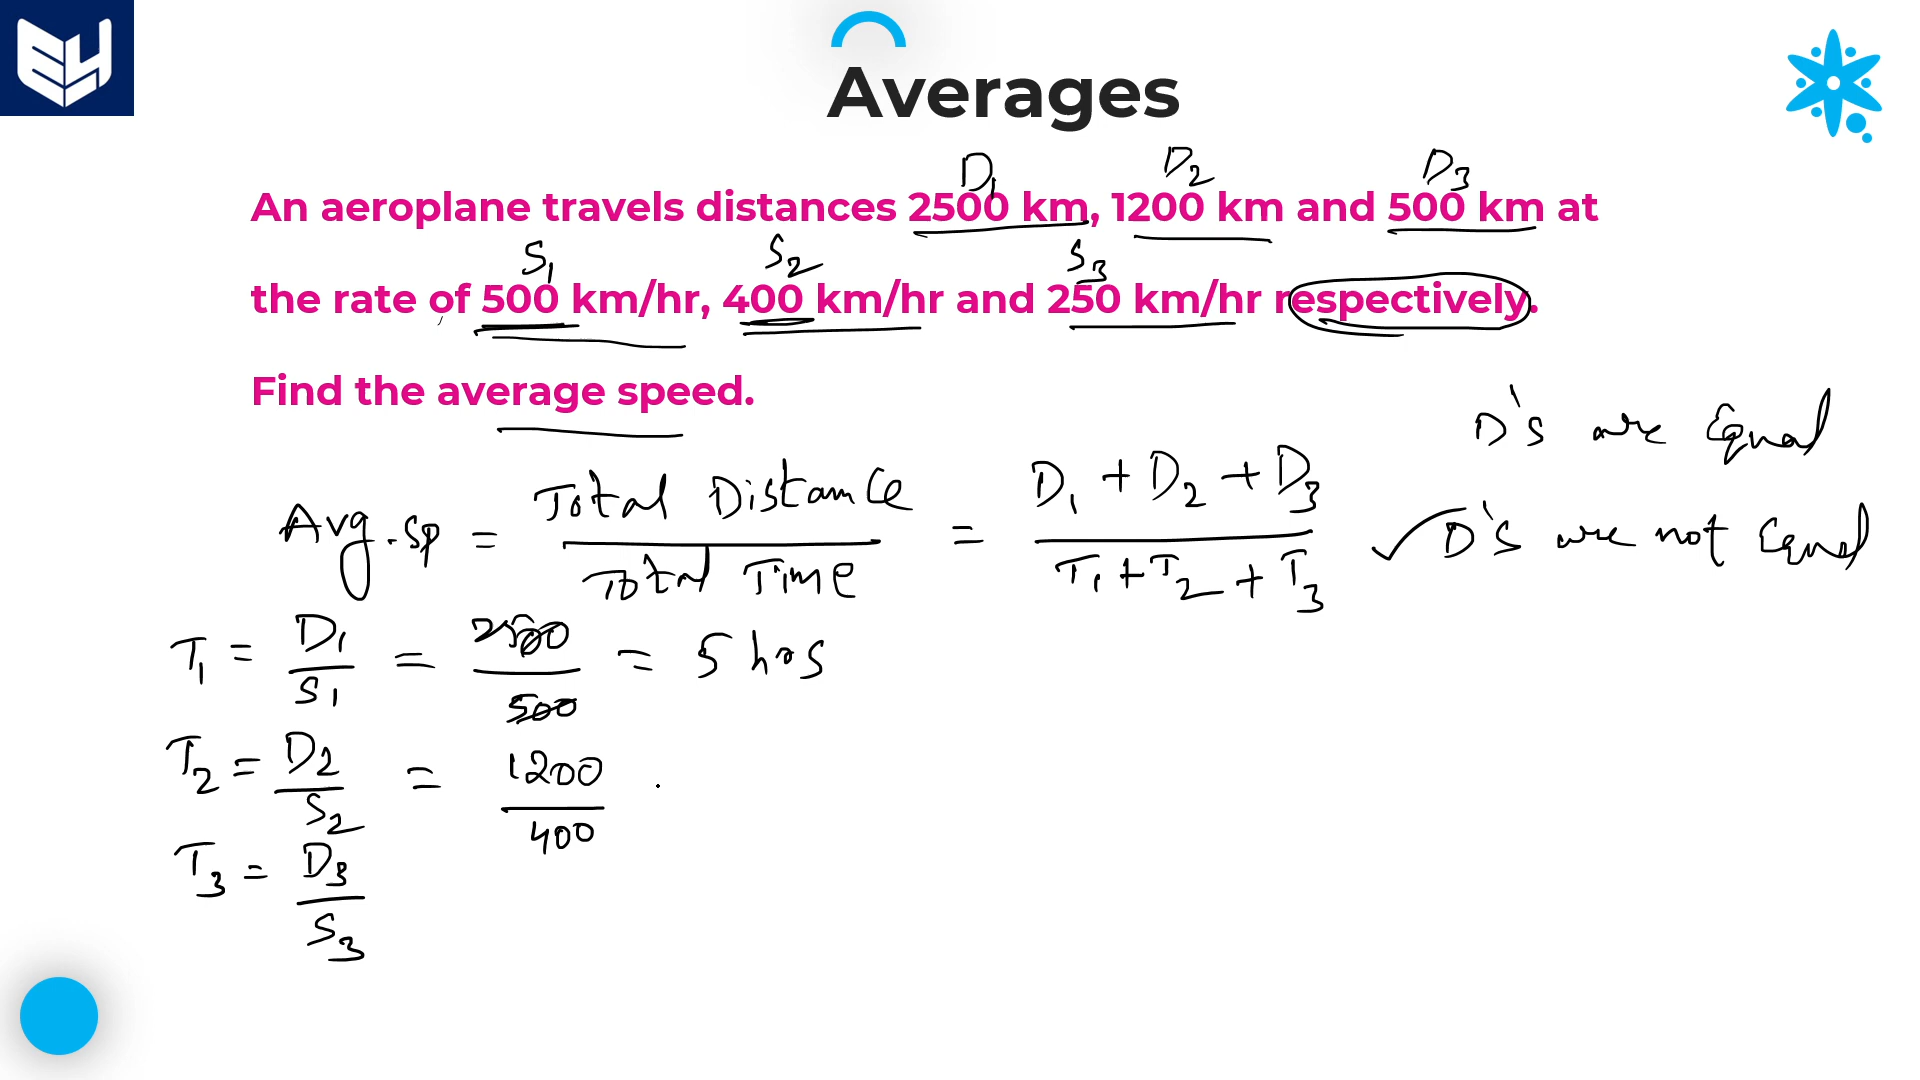 EY
Averages
D1 D2 D3
An aeroplane travels distances 2500 km, 1200 km and 500 km at
S1 S2 S3
the rate of 500 km/hr, 400 km/hr and 250 km/hr respectively.
Find the average speed.
D's are Equal
Avg.sp = Total Distance / Total Time = D1 + D2 + D3 / T1 + T2 + T3
D's are not Equal
T1 = D1 / S1 = 2500 / 500 = 5 hrs
T2 = D2 / S2 = 1200 / 400
T3 = D3 / S3